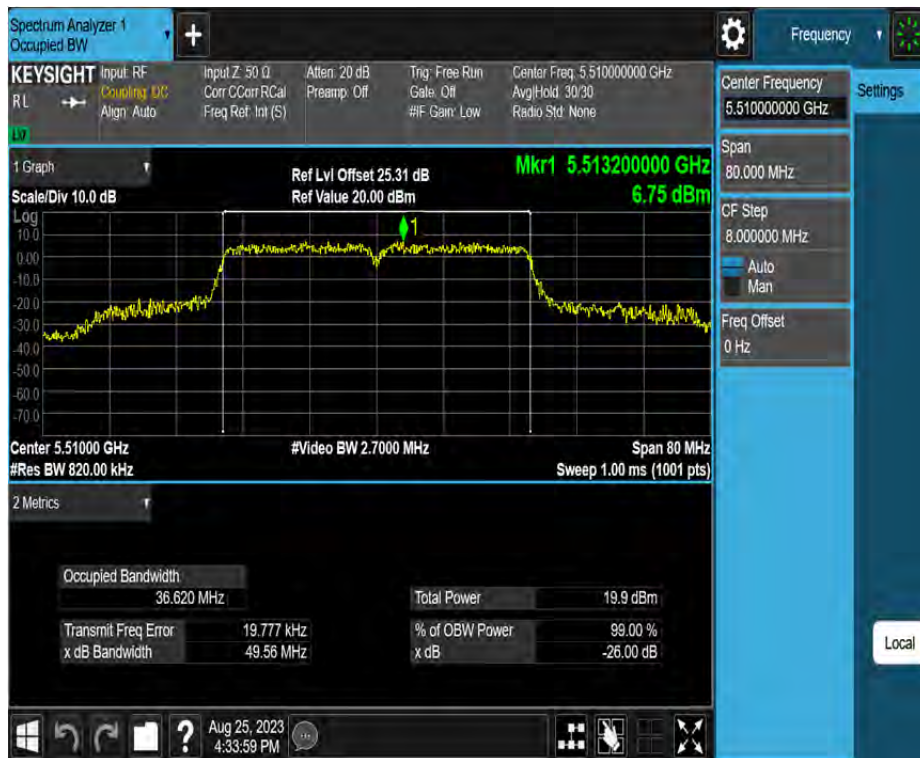 Spectrum Analyzer 1
Occupied BW
Frequency
KEYSIGHT
Input: RF
Coupling: DC
Align: Auto
Input Z: 50 Ω
Corr CCorr RCal
Freq Ref: Int (S)
Atten: 20 dB
Preamp: Off
Trig: Free Run
Gate: Off
#IF Gain: Low
Center Freq: 5.510000000 GHz
Avg|Hold: 30/30
Radio Std: None
RL
Center Frequency
5.510000000 GHz
Settings
Span
80.000 MHz
CF Step
8.000000 MHz
Auto
Man
Freq Offset
0 Hz
Local
1 Graph
Scale/Div 10.0 dB
Ref Lvl Offset 25.31 dB
Ref Value 20.00 dBm
Mkr1 5.513200000 GHz
6.75 dBm
Log
1
10.0
0.00
-10.0
-20.0
-30.0
-40.0
-50.0
-60.0
-70.0
Center 5.51000 GHz
#Video BW 2.7000 MHz
Span 80 MHz
#Res BW 820.00 kHz
Sweep 1.00 ms (1001 pts)
2 Metrics
Occupied Bandwidth
36.620 MHz
Total Power 19.9 dBm
Transmit Freq Error 19.777 kHz
% of OBW Power 99.00 %
x dB Bandwidth 49.56 MHz
x dB -26.00 dB
Aug 25, 2023
4:33:59 PM